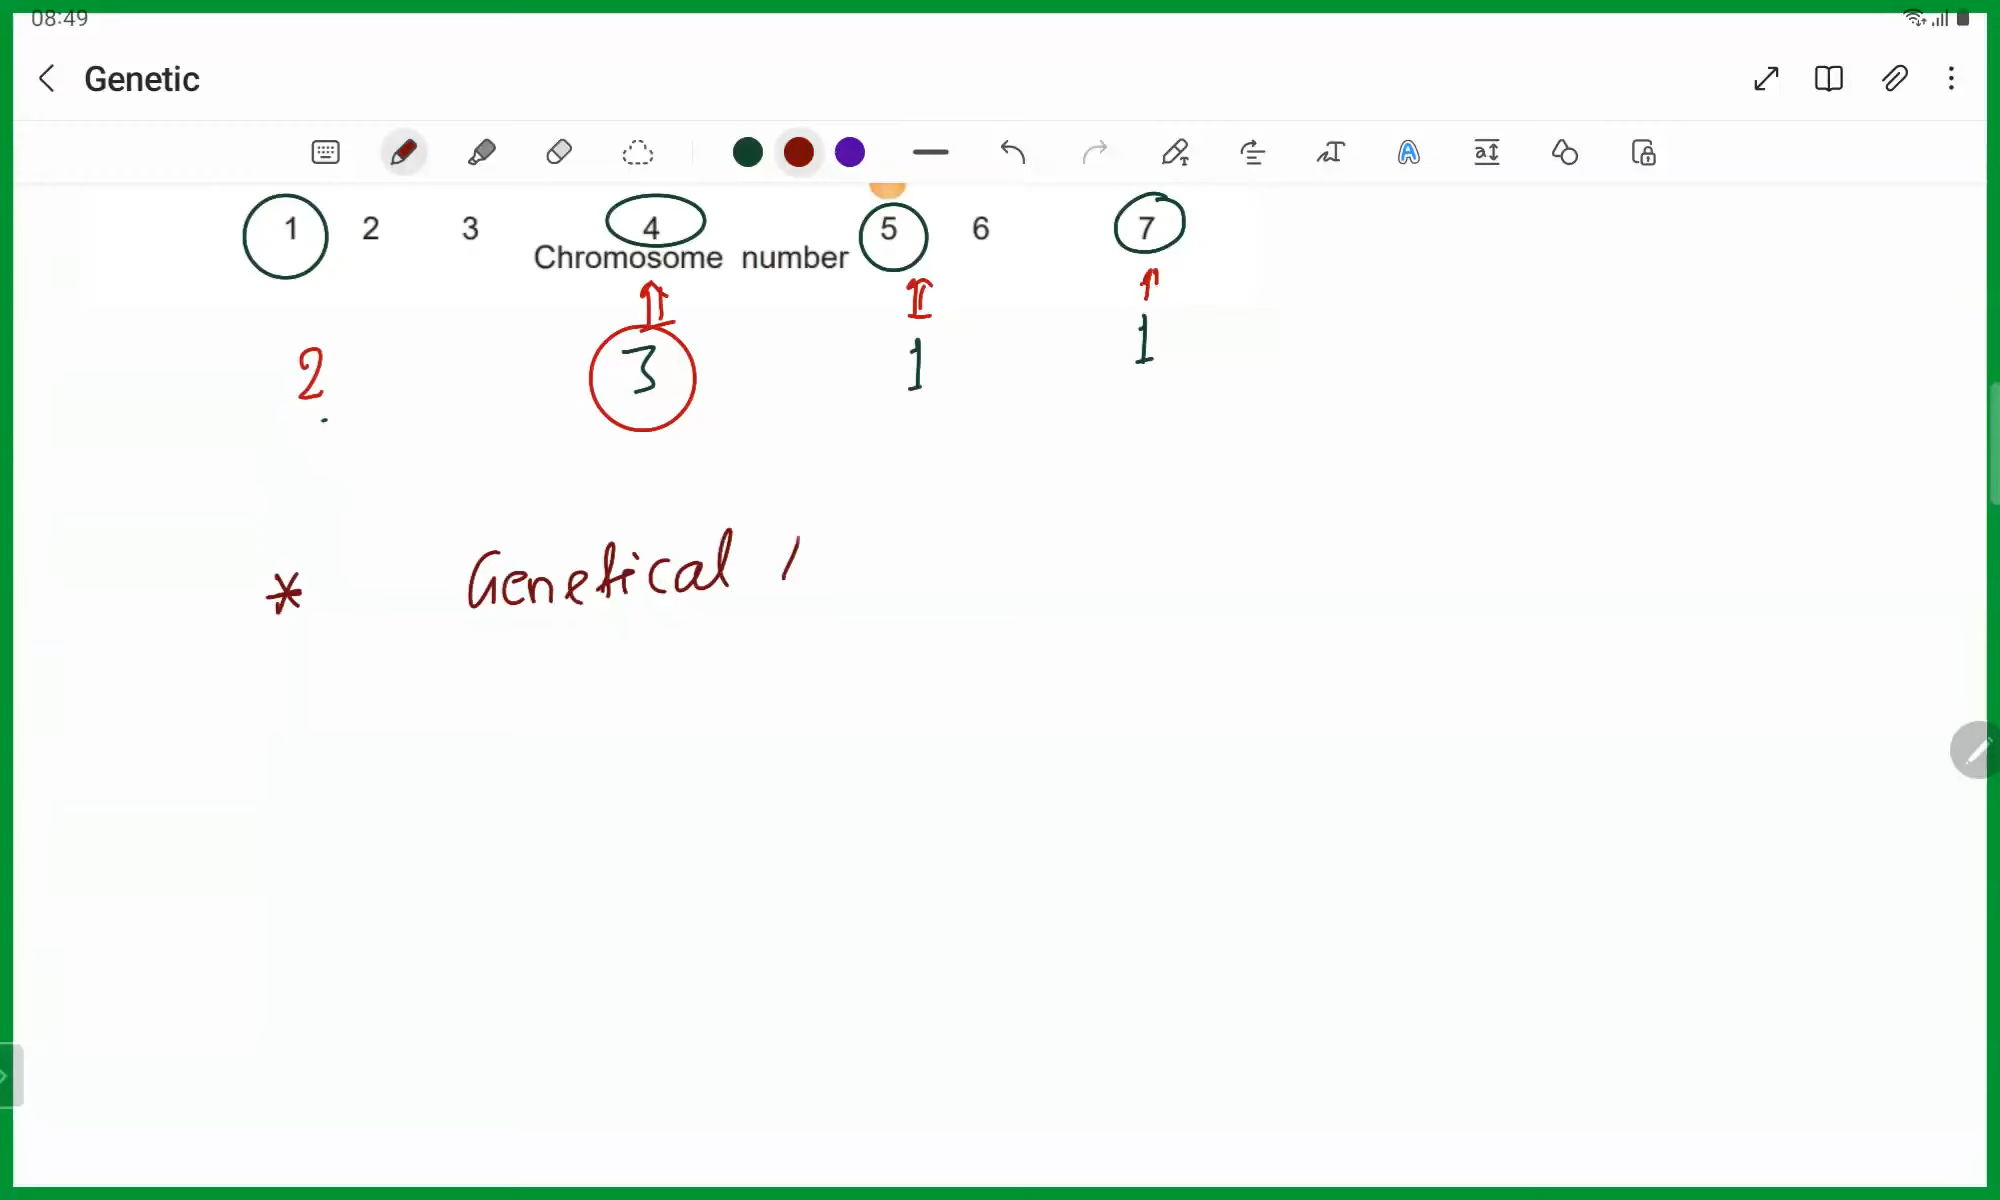 08:49
Genetic
1 2 3 4 5 6 7
Chromosome number
2 3 1 1
* Genetical